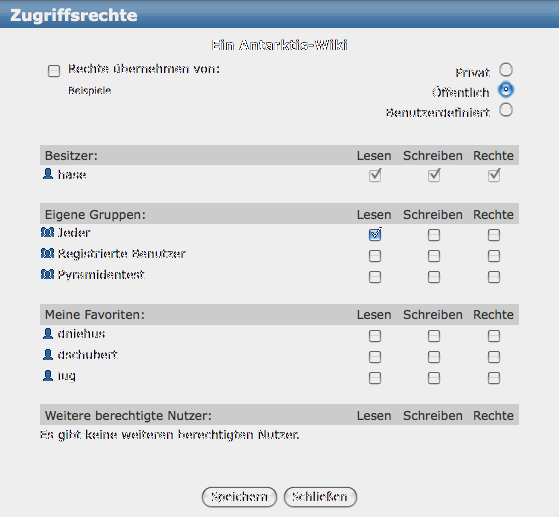 Zugriffsrechte
Ein Antarktis-Wiki
Rechte übernehmen von:
Beispiele
Privat
Öffentlich
Benutzerdefiniert
Besitzer: Lesen Schreiben Rechte
hase
Eigene Gruppen: Lesen Schreiben Rechte
Jeder
Registrierte Benutzer
Pyramidentest
Meine Favoriten: Lesen Schreiben Rechte
dniehus
dschubert
iug
Weitere berechtigte Nutzer: Lesen Schreiben Rechte
Es gibt keine weiteren berechtigten Nutzer.
Speichern Schließen